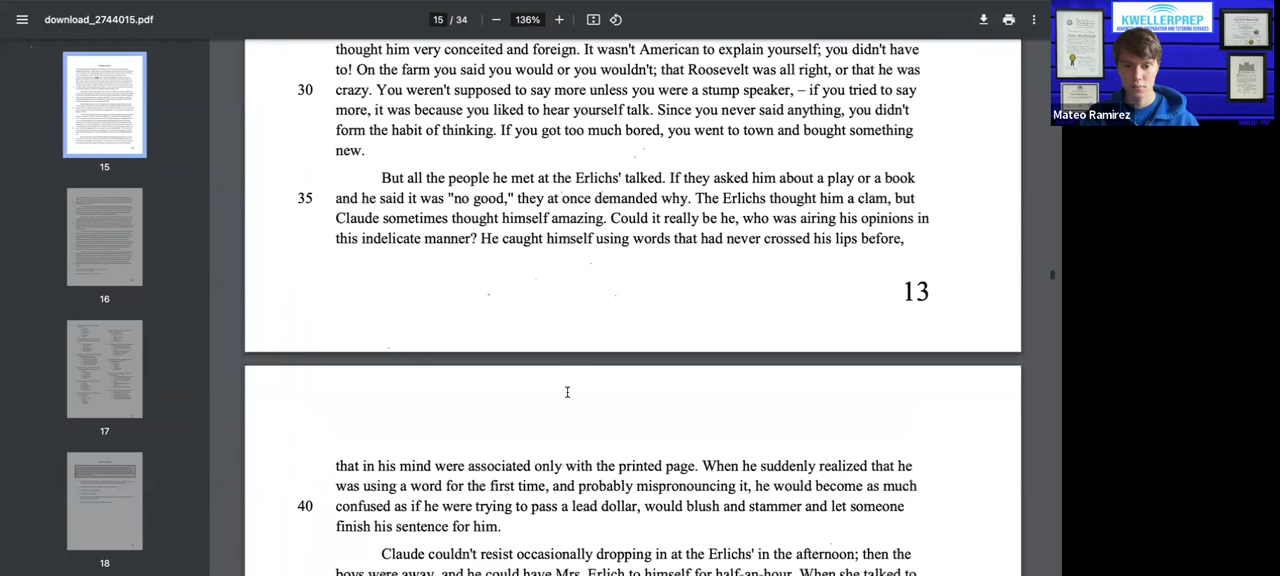 download_2744015.pdf
15 / 34
136%
KWELLERPREP
Mateo Ramirez
thought him very conceited and foreign. It wasn't American to explain yourself; you didn't have
to! On the farm you said you would or you wouldn't; that Roosevelt was all right, or that he was
30 crazy. You weren't supposed to say more unless you were a stump speaker, – if you tried to say
more, it was because you liked to hear yourself talk. Since you never said anything, you didn't
form the habit of thinking. If you got too much bored, you went to town and bought something
new.
But all the people he met at the Erlichs' talked. If they asked him about a play or a book
35 and he said it was "no good," they at once demanded why. The Erlichs thought him a clam, but
Claude sometimes thought himself amazing. Could it really be he, who was airing his opinions in
this indelicate manner? He caught himself using words that had never crossed his lips before,
13
that in his mind were associated only with the printed page. When he suddenly realized that he
was using a word for the first time, and probably mispronouncing it, he would become as much
40 confused as if he were trying to pass a lead dollar, would blush and stammer and let someone
finish his sentence for him.
Claude couldn't resist occasionally dropping in at the Erlichs' in the afternoon; then the
boys were away, and he could have Mrs. Erlich to himself for half-an-hour. When she talked to
15
16
17
18